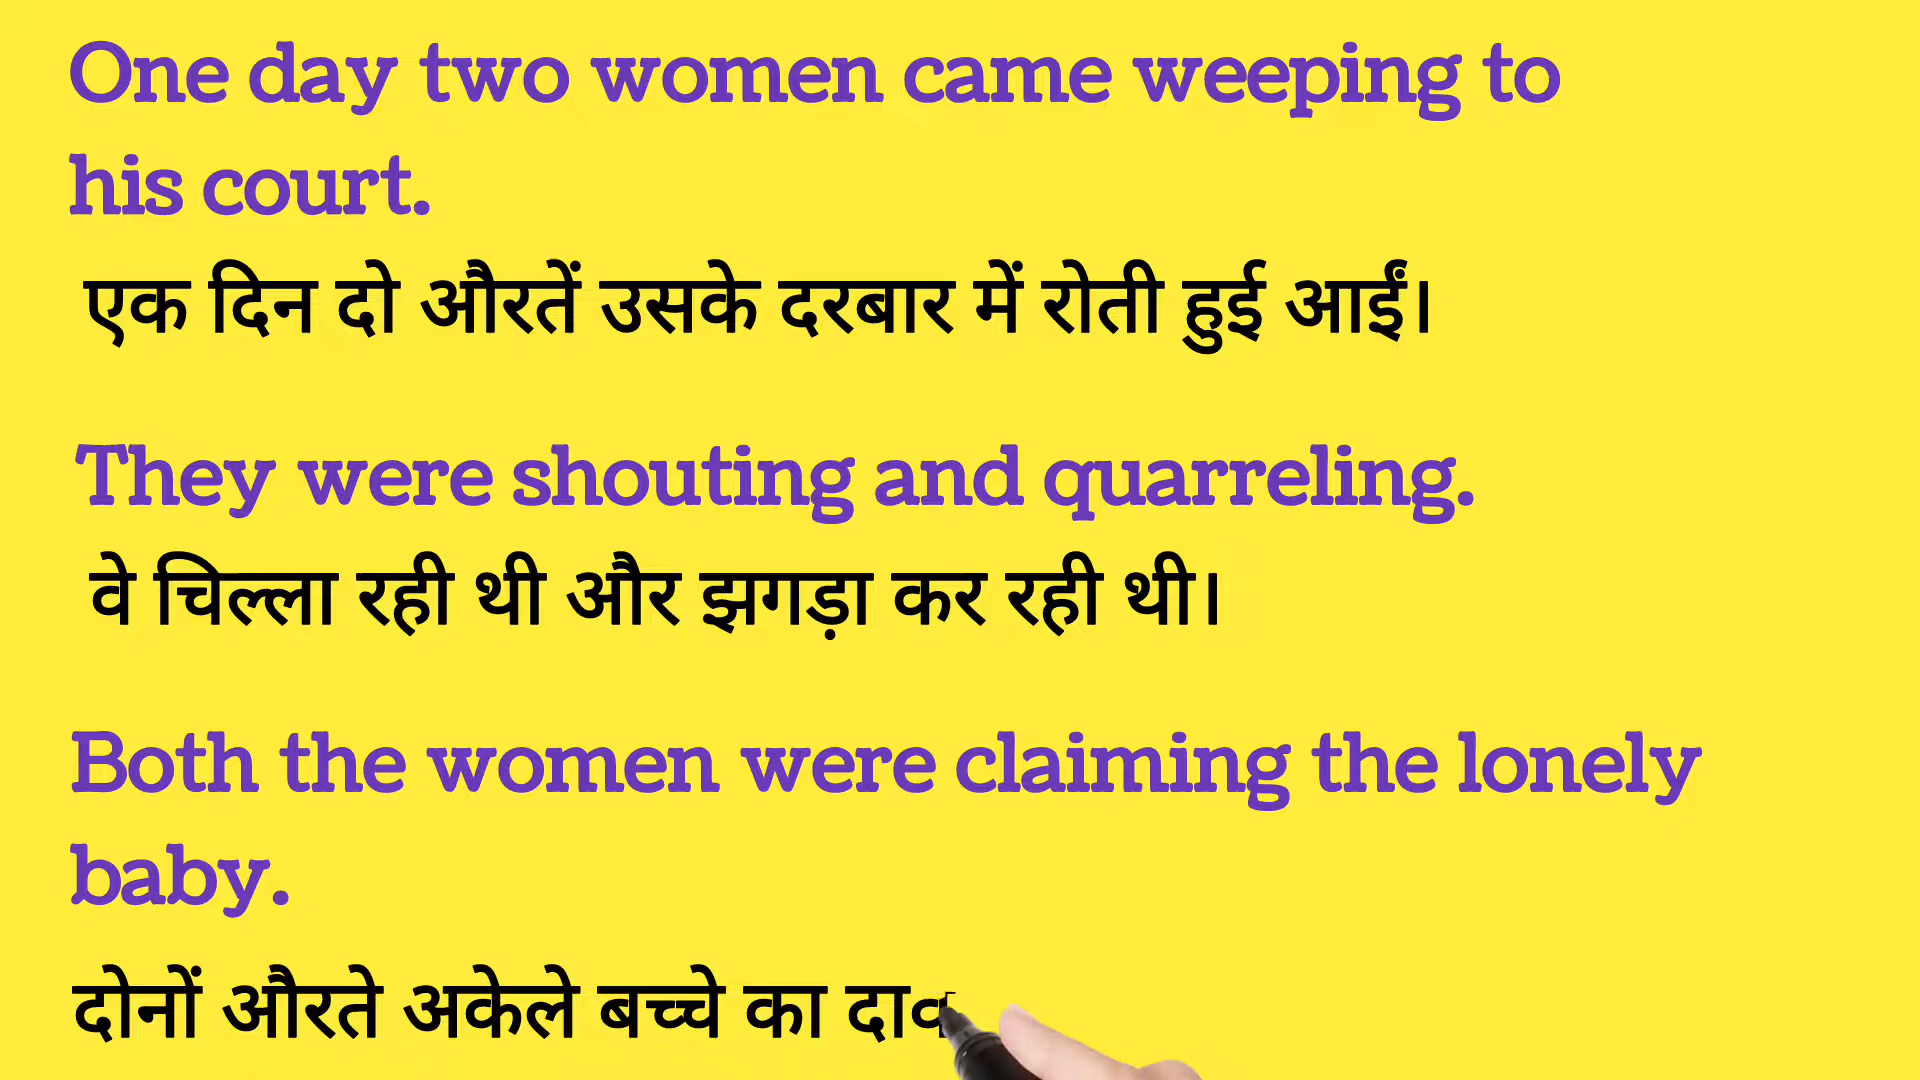 One day two women came weeping to
his court.
एक दिन दो औरतें उसके दरबार में रोती हुई आईं।
They were shouting and quarreling.
वे चिल्ला रही थी और झगड़ा कर रही थी।
Both the women were claiming the lonely
baby.
दोनों औरते अकेले बच्चे का